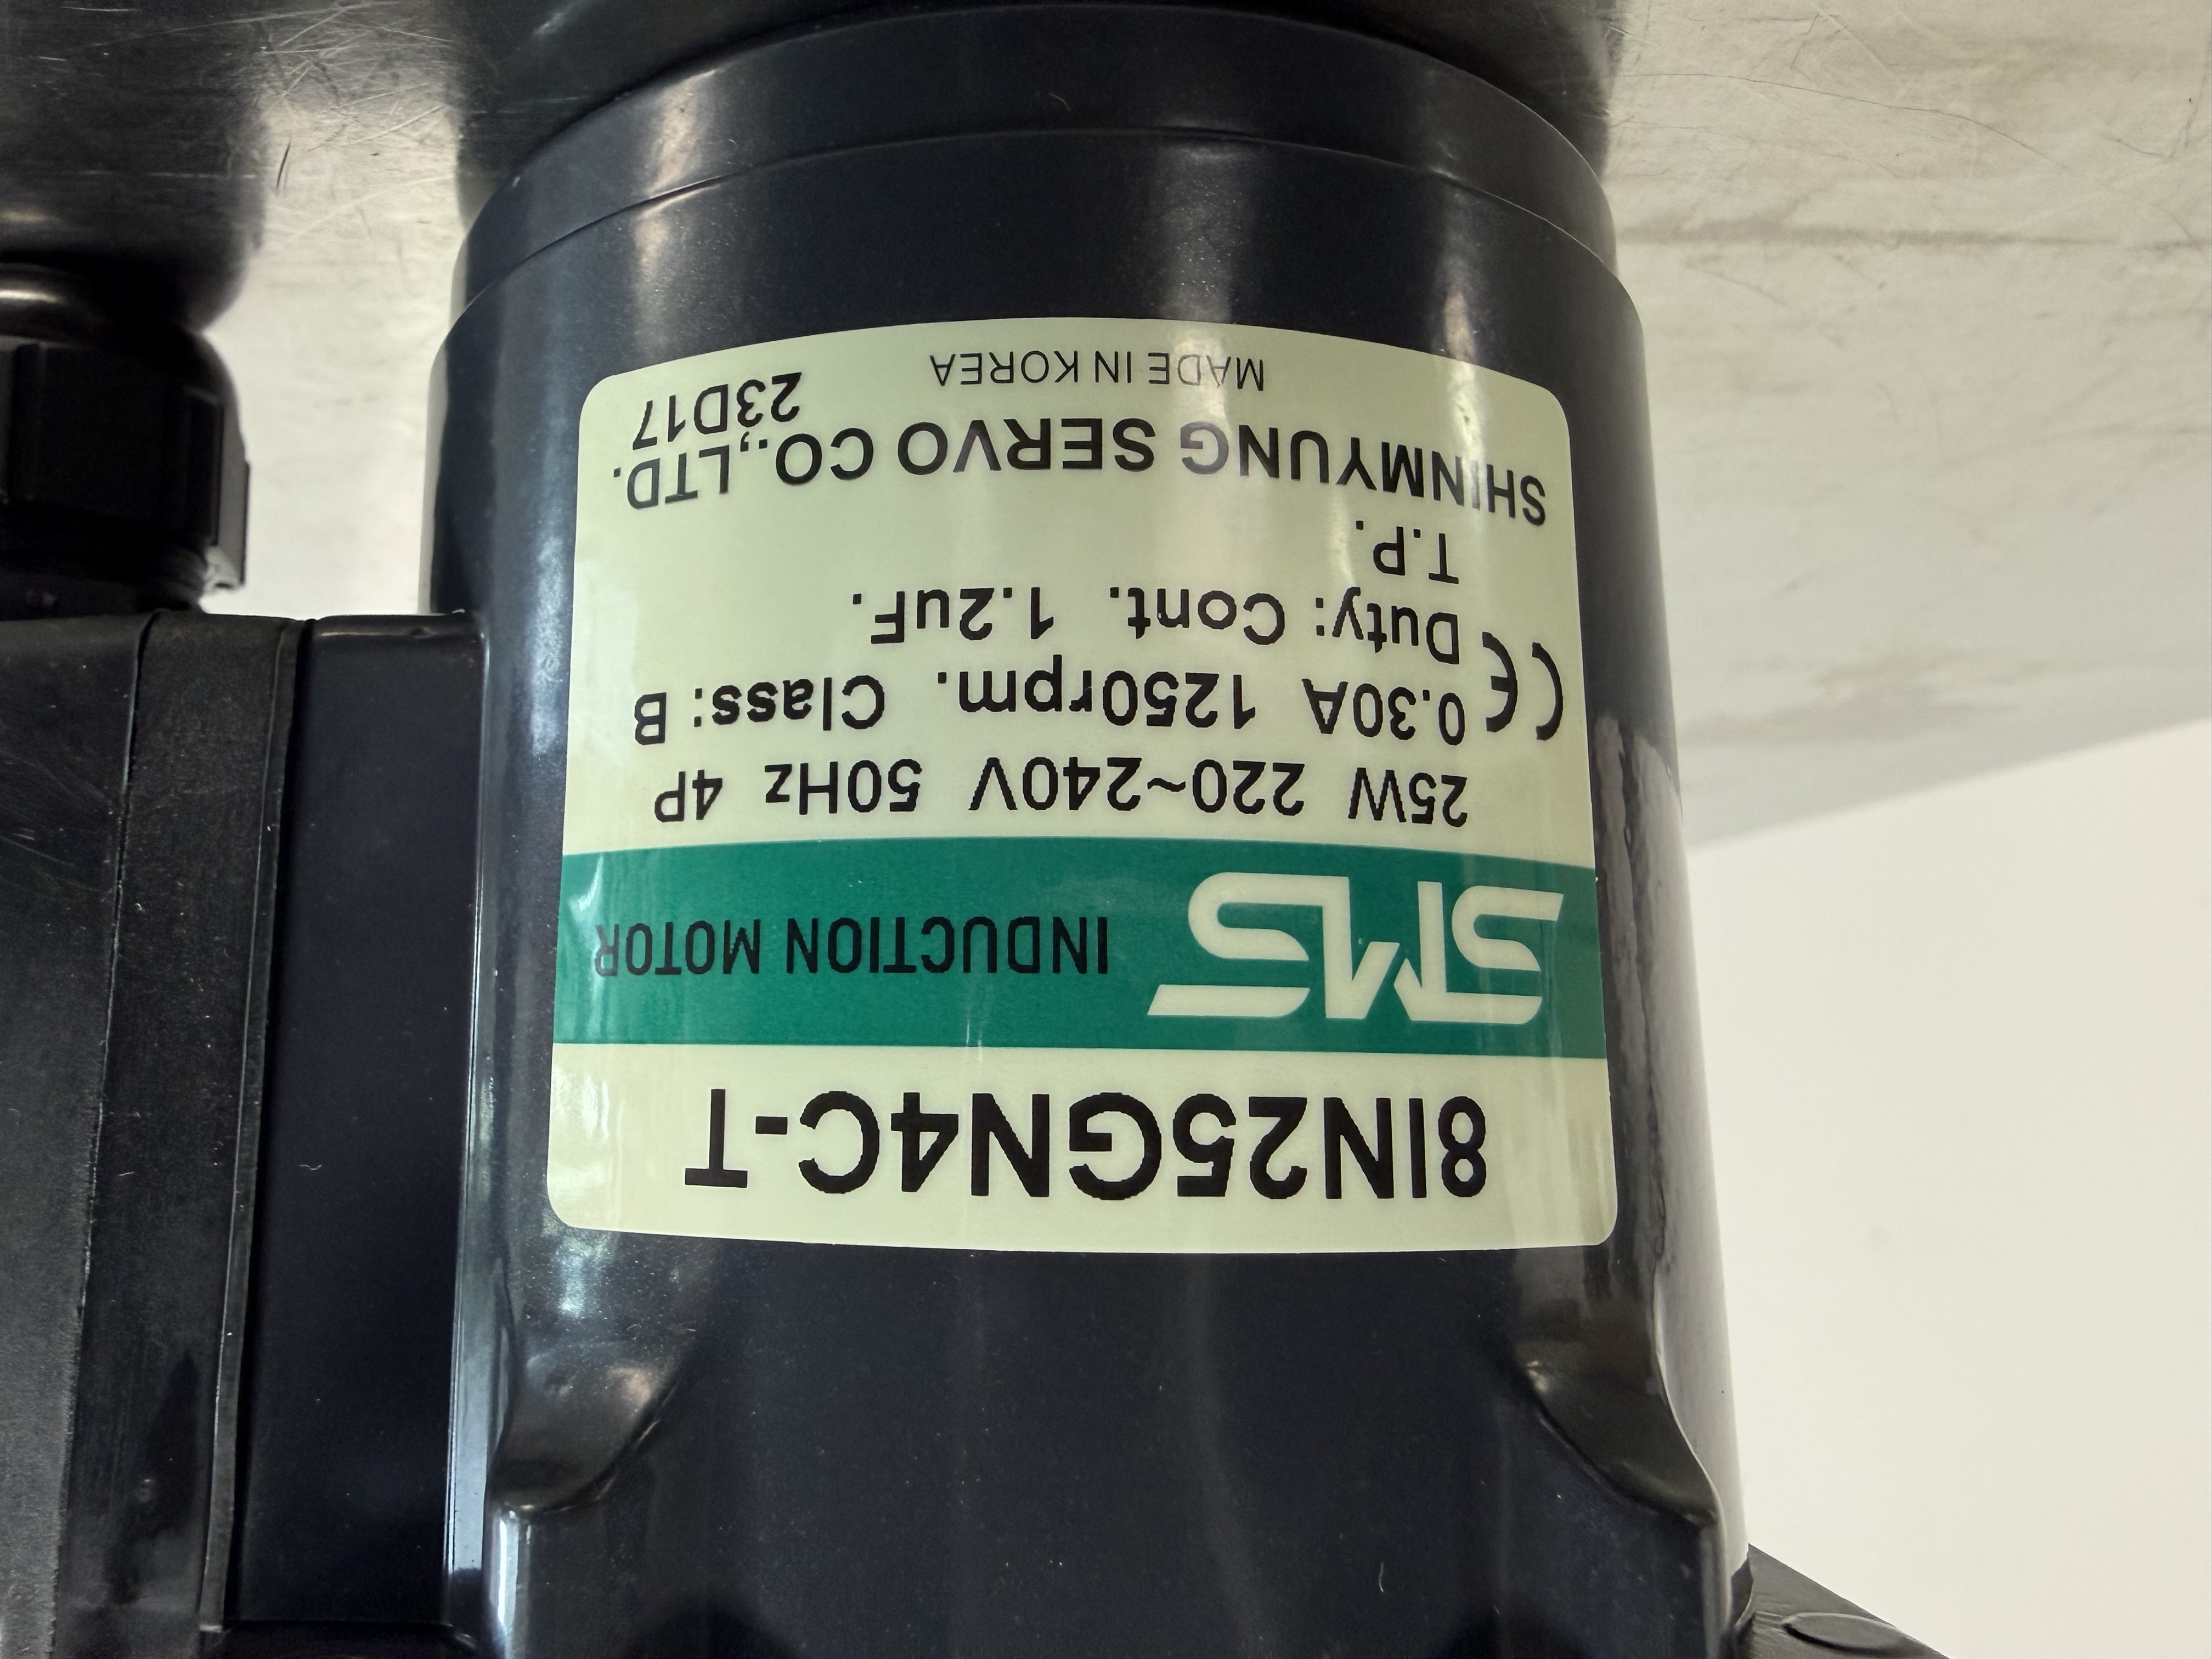 8IN25GN4C-T
SMS INDUCTION MOTOR
25W 220~240V 50Hz 4P
0.30A 1250rpm. Class: B
CE Duty: Cont. 1.2uF.
T.P.
SHINMYUNG SERVO CO.,LTD.
MADE IN KOREA 23D17